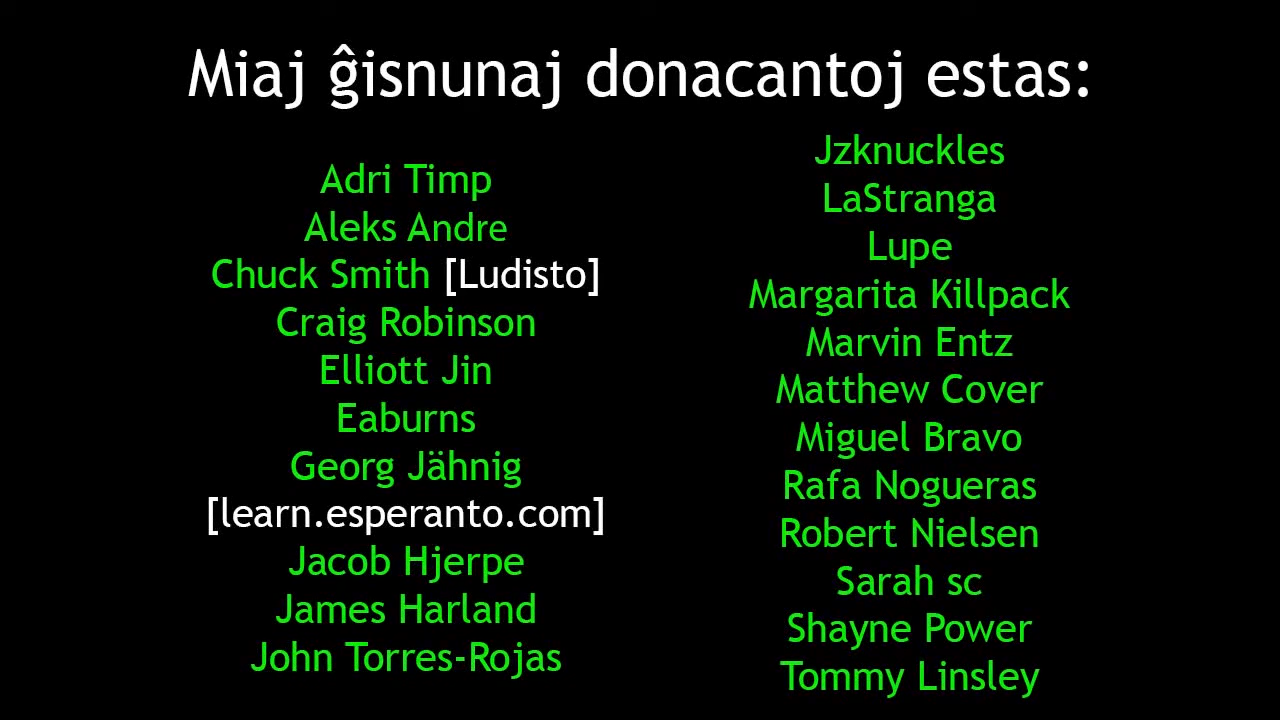 Miaj ĝisnunaj donacantoj estas:
Adri Timp
Aleks Andre
Chuck Smith [Ludisto]
Craig Robinson
Elliott Jin
Eaburns
Georg Jähnig
[learn.esperanto.com]
Jacob Hjerpe
James Harland
John Torres-Rojas
Jzknuckles
LaStranga
Lupe
Margarita Killpack
Marvin Entz
Matthew Cover
Miguel Bravo
Rafa Nogueras
Robert Nielsen
Sarah sc
Shayne Power
Tommy Linsley